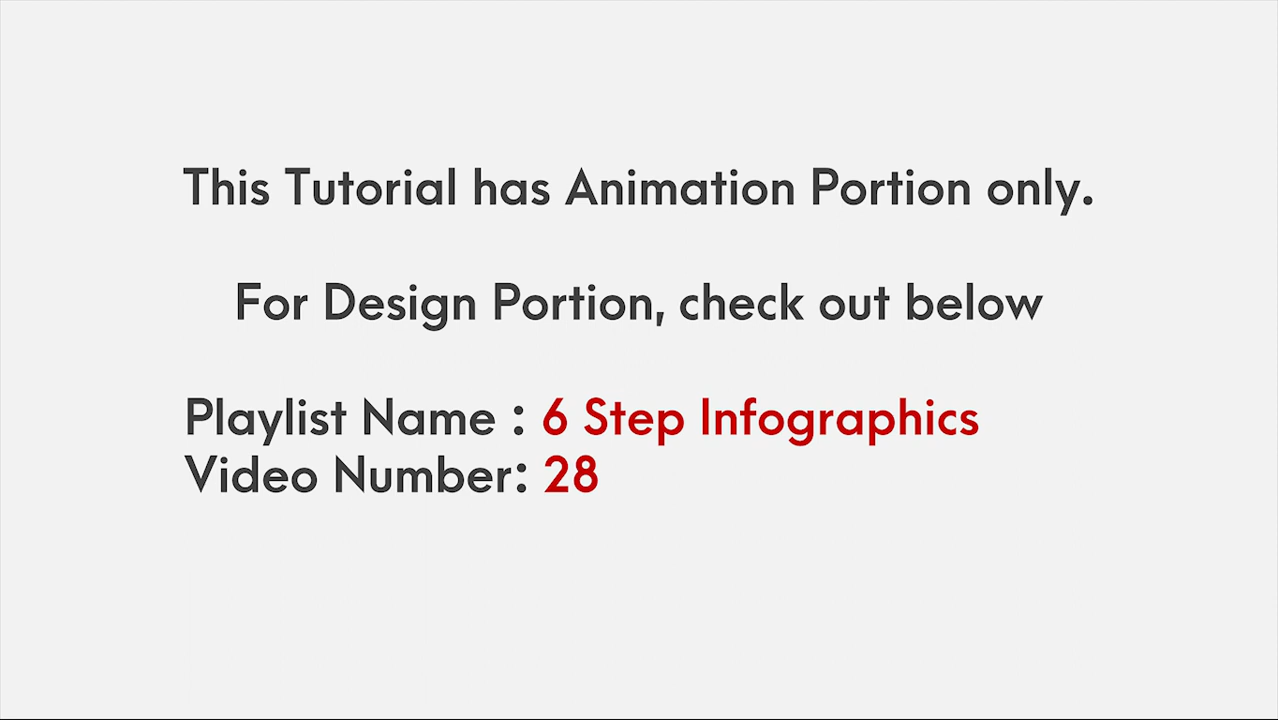 This Tutorial has Animation Portion only.
For Design Portion, check out below
Playlist Name : 6 Step Infographics
Video Number: 28